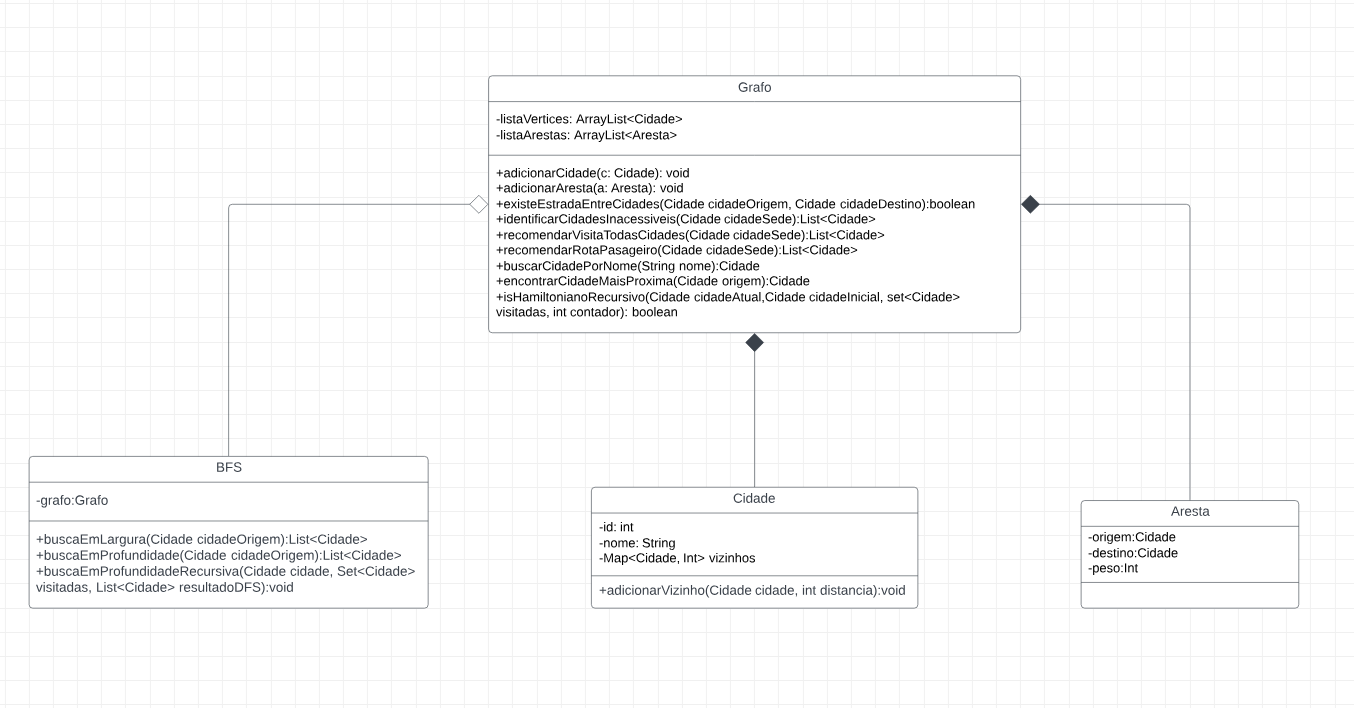 Grafo
-listaVertices: ArrayList<Cidade>
-listaArestas: ArrayList<Aresta>
+adicionarCidade(c: Cidade): void
+adicionarAresta(a: Aresta): void
+existeEstradaEntreCidades(Cidade cidadeOrigem, Cidade cidadeDestino):boolean
+identificarCidadesInacessiveis(Cidade cidadeSede):List<Cidade>
+recomendarVisitaTodasCidades(Cidade cidadeSede):List<Cidade>
+recomendarRotaPasageiro(Cidade cidadeSede):List<Cidade>
+buscarCidadePorNome(String nome):Cidade
+encontrarCidadeMaisProxima(Cidade origem):Cidade
+isHamiltonianoRecursivo(Cidade cidadeAtual,Cidade cidadeInicial, set<Cidade>
visitadas, int contador): boolean
BFS
-grafo:Grafo
+buscaEmLargura(Cidade cidadeOrigem):List<Cidade>
+buscaEmProfundidade(Cidade cidadeOrigem):List<Cidade>
+buscaEmProfundidadeRecursiva(Cidade cidade, Set<Cidade>
visitadas, List<Cidade> resultadoDFS):void
Cidade
-id: int
-nome: String
-Map<Cidade, Int> vizinhos
+adicionarVizinho(Cidade cidade, int distancia):void
Aresta
-origem:Cidade
-destino:Cidade
-peso:Int